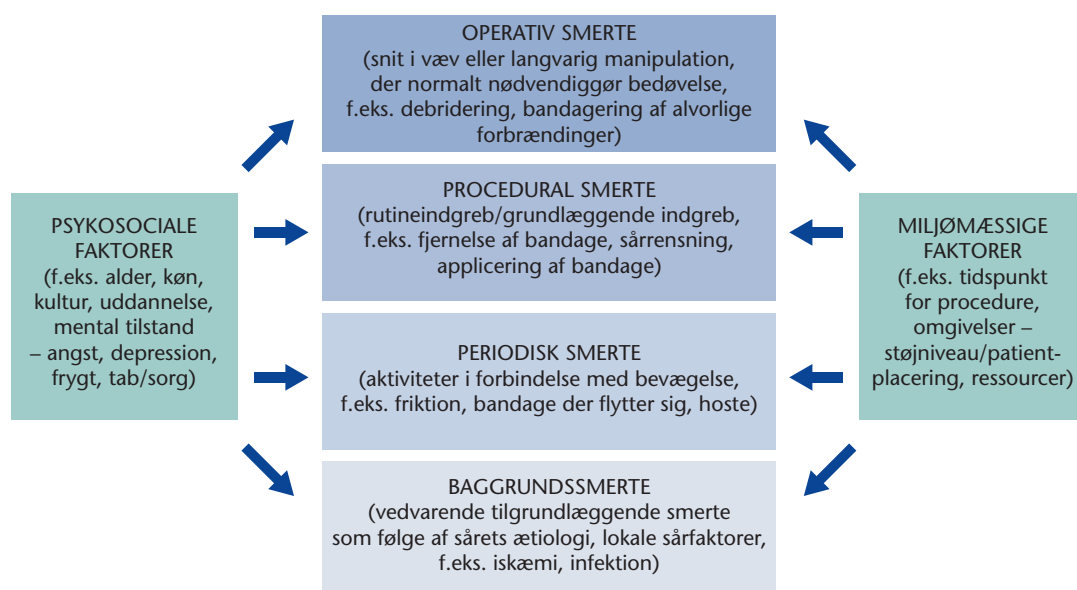 OPERATIV SMERTE
(snit i væv eller langvarig manipulation,
der normalt nødvendiggør bedøvelse,
f.eks. debridering, bandagering af alvorlige
forbrændinger)
PSYKOSOCIALE
FAKTORER
(f.eks. alder, køn,
kultur, uddannelse,
mental tilstand
– angst, depression,
frygt, tab/sorg)
PROCEDURAL SMERTE
(rutineindgreb/grundlæggende indgreb,
f.eks. fjernelse af bandage, sårrensning,
applicering af bandage)
PERIODISK SMERTE
(aktiviteter i forbindelse med bevægelse,
f.eks. friktion, bandage der flytter sig, hoste)
BAGGRUNDSSMERTE
(vedvarende tilgrundlæggende smerte
som følge af sårets ætiologi, lokale sårfaktorer,
f.eks. iskæmi, infektion)
MILJØMÆSSIGE
FAKTORER
(f.eks. tidspunkt
for procedure,
omgivelser –
støjniveau/patient-
placering, ressourcer)